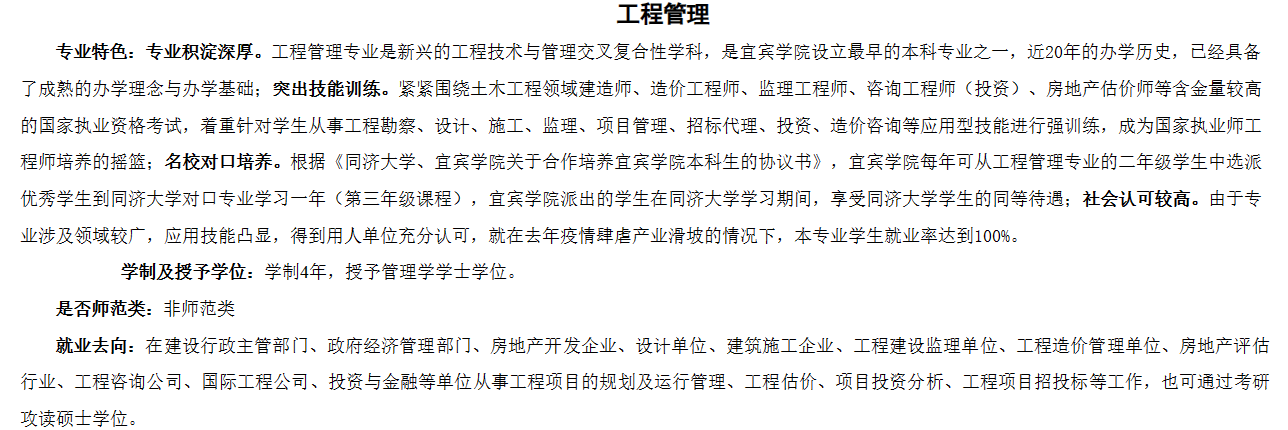 工程管理
专业特色：专业积淀深厚。工程管理专业是新兴的工程技术与管理交叉复合性学科，是宜宾学院设立最早的本科专业之一，近20年的办学历史，已经具备
了成熟的办学理念与办学基础；突出技能训练。紧紧围绕土木工程领域建造师、造价工程师、监理工程师、咨询工程师（投资）、房地产估价师等含金量较高
的国家执业资格考试，着重针对学生从事工程勘察、设计、施工、监理、项目管理、招标代理、投资、造价咨询等应用型技能进行强训练，成为国家执业师工
程师培养的摇篮；名校对口培养。根据《同济大学、宜宾学院关于合作培养宜宾学院本科生的协议书》，宜宾学院每年可从工程管理专业的二年级学生中选派
优秀学生到同济大学对口专业学习一年（第三年级课程），宜宾学院派出的学生在同济大学学习期间，享受同济大学学生的同等待遇；社会认可较高。由于专
业涉及领域较广，应用技能凸显，得到用人单位充分认可，就在去年疫情肆虐产业滑坡的情况下，本专业学生就业率达到100%。
学制及授予学位：学制4年，授予管理学学士学位。
是否师范类：非师范类
就业去向：在建设行政主管部门、政府经济管理部门、房地产开发企业、设计单位、建筑施工企业、工程建设监理单位、工程造价管理单位、房地产评估
行业、工程咨询公司、国际工程公司、投资与金融等单位从事工程项目的规划及运行管理、工程估价、项目投资分析、工程项目招投标等工作，也可通过考研
攻读硕士学位。